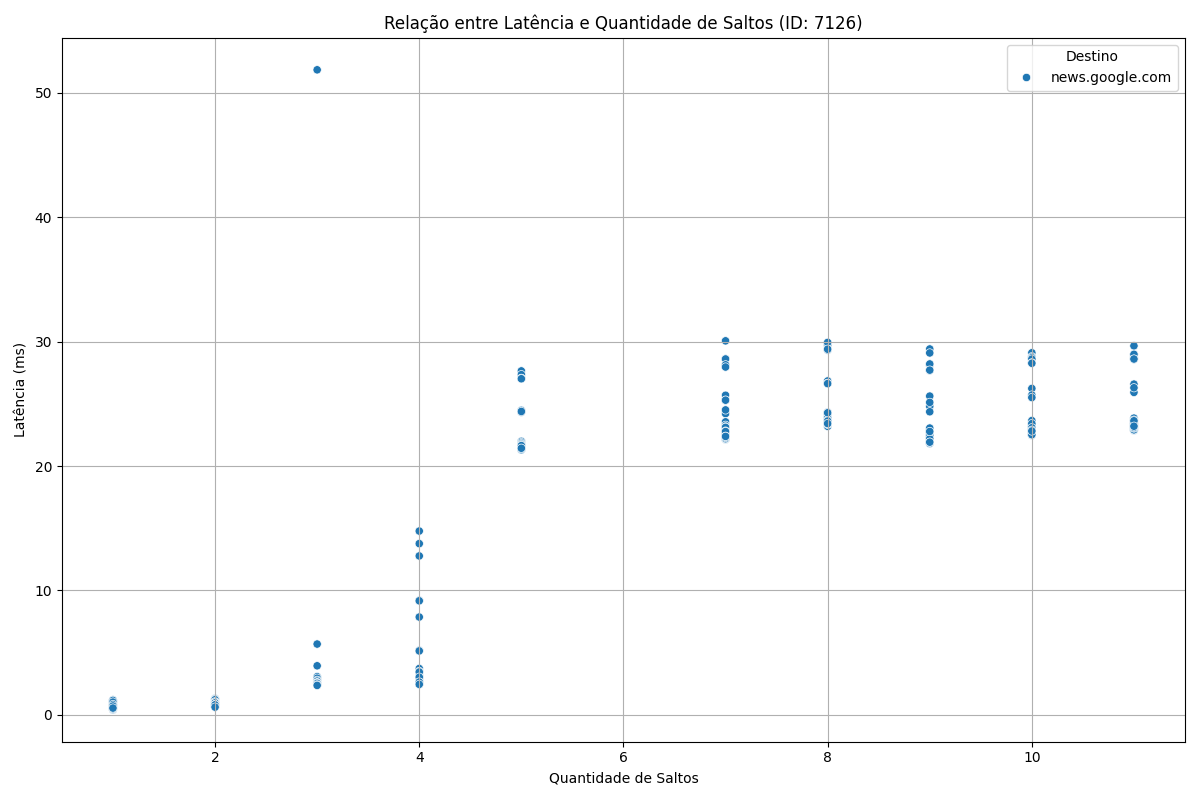 Relação entre Latência e Quantidade de Saltos (ID: 7126)
Destino
news.google.com
Latência (ms)
50
40
30
20
10
0
2
4
6
8
10
Quantidade de Saltos